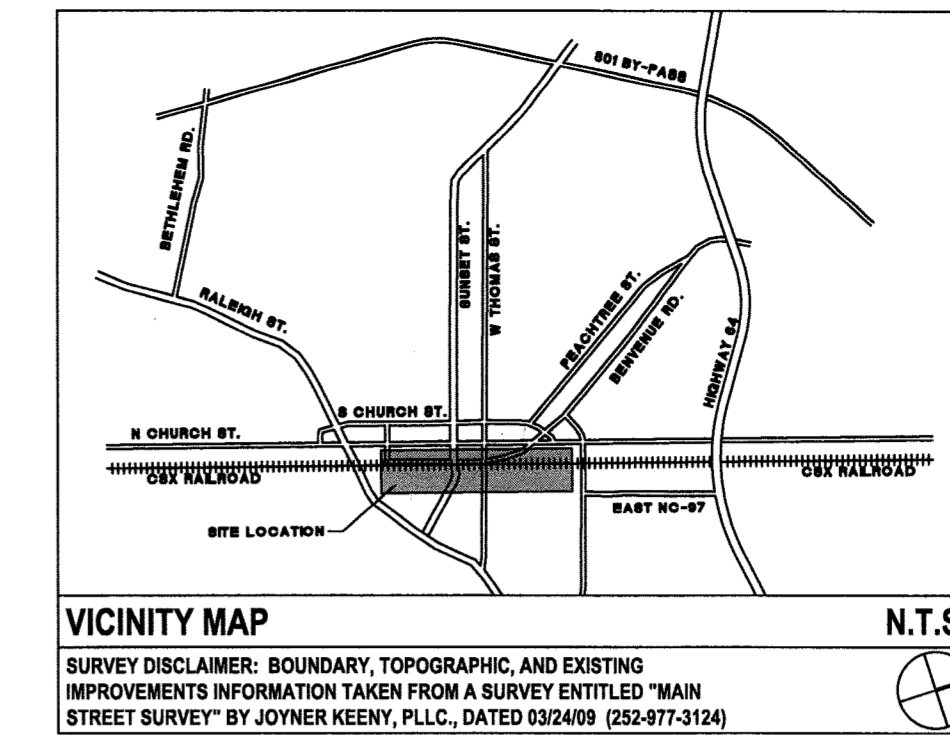 801 BY-PASS
BETHLEHEM RD.
RALEIGH ST.
SUNSET ST.
W THOMAS ST.
PEACHTREE ST.
BENVENUE RD.
HIGHWAY 64
S CHURCH ST.
N CHURCH ST.
CSX RAILROAD
CSX RAILROAD
EAST NC-97
SITE LOCATION
VICINITY MAP
N.T.S
SURVEY DISCLAIMER: BOUNDARY, TOPOGRAPHIC, AND EXISTING
IMPROVEMENTS INFORMATION TAKEN FROM A SURVEY ENTITLED "MAIN
STREET SURVEY" BY JOYNER KEENY, PLLC., DATED 03/24/09 (252-977-3124)